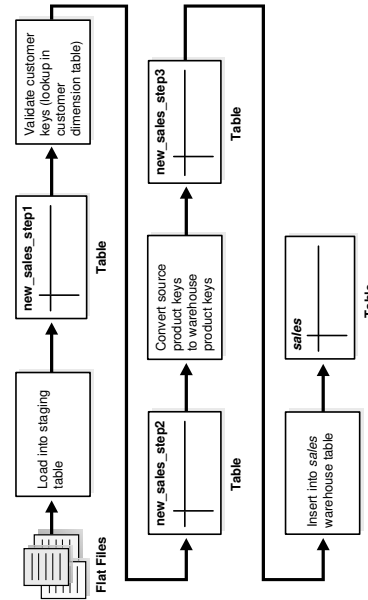 Flat Files
Load into staging
table
new_sales_step1
Table
Validate customer
keys (lookup in
customer
dimension table)
new_sales_step2
Table
Convert source
product keys
to warehouse
product keys
new_sales_step3
Table
Insert into sales
warehouse table
sales
Table